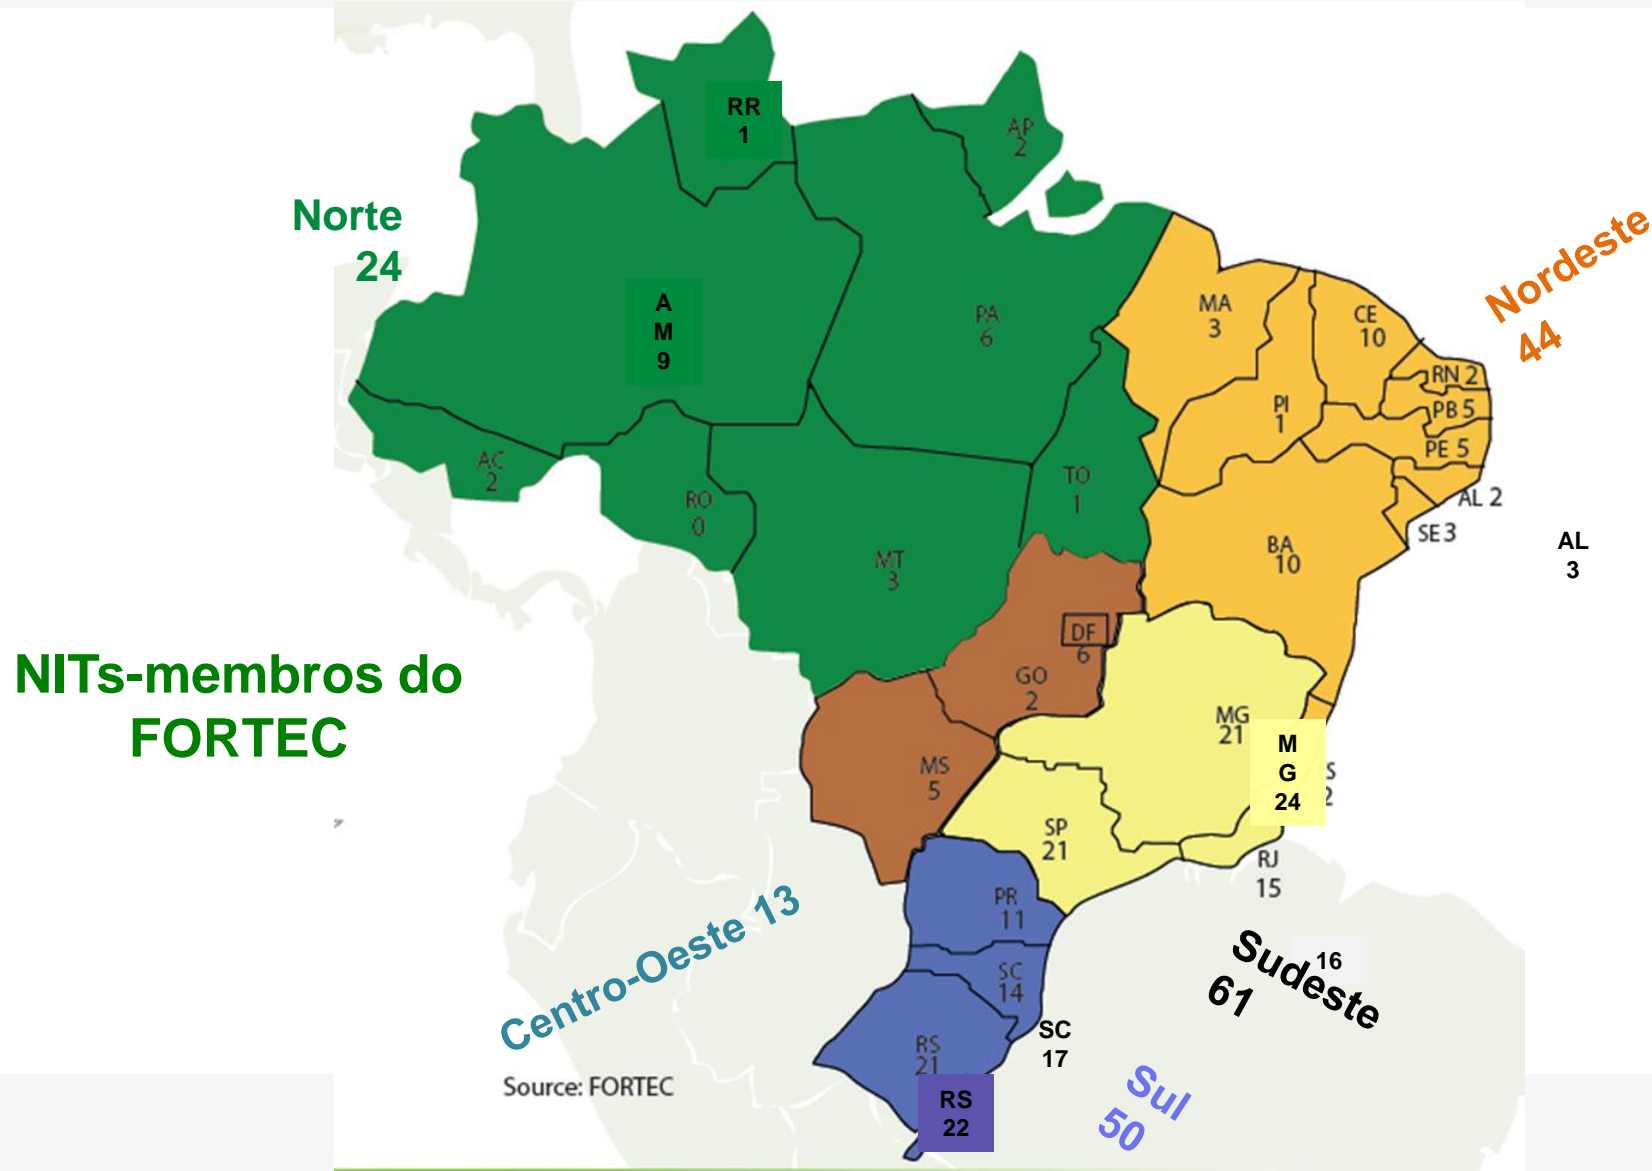 RR
1
AP
2
Norte
24
Nordeste
44
A
M
9
PA
6
MA
3
CE
10
RN 2
PI
1
PB 5
PE 5
AC
2
RO
0
TO
1
AL 2
SE 3
AL
3
BA
10
MT
3
DF
6
GO
2
NITs-membros do
FORTEC
MG
21
M
G
24
S
2
MS
5
SP
21
RJ
15
PR
11
Centro-Oeste 13
Sudeste
61
16
SC
14
SC
17
RS
21
RS
22
Sul
50
Source: FORTEC